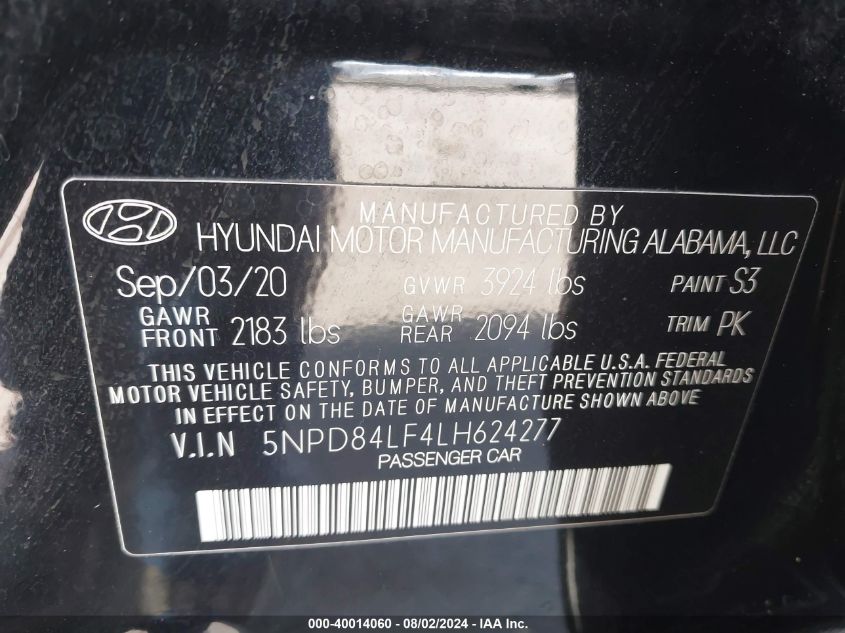 MANUFACTURED BY
HYUNDAI MOTOR MANUFACTURING ALABAMA, LLC
Sep/03/20 GVWR 3924 lbs PAINT S3
GAWR FRONT 2183 lbs GAWR REAR 2094 lbs TRIM PK
THIS VEHICLE CONFORMS TO ALL APPLICABLE U.S.A. FEDERAL
MOTOR VEHICLE SAFETY, BUMPER, AND THEFT PREVENTION STANDARDS
IN EFFECT ON THE DATE OF MANUFACTURE SHOWN ABOVE.
V.I.N 5NPD84LF4LH624277
PASSENGER CAR
000-40014060 - 08/02/2024 - IAA Inc.